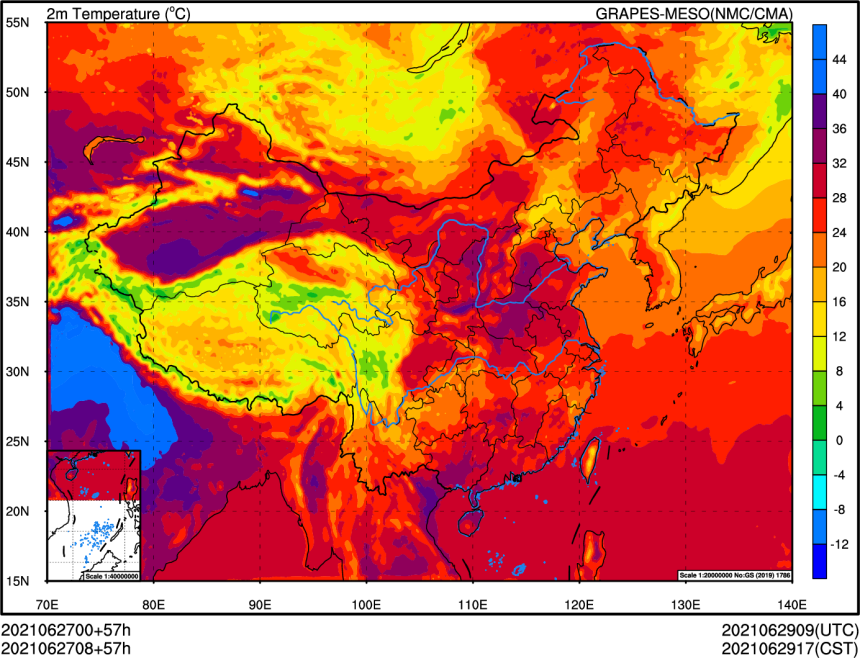 2m Temperature (°C) GRAPES-MESO(NMC/CMA)
55N
50N
45N
40N
35N
30N
25N
20N
15N
70E 80E 90E 100E 110E 120E 130E 140E
44
40
36
32
28
24
20
16
12
8
4
0
-4
-8
-12
Scale 1:40000000
Scale 1:20000000 No:GS (2019) 1786
2021062700+57h 2021062909(UTC)
2021062708+57h 2021062917(CST)